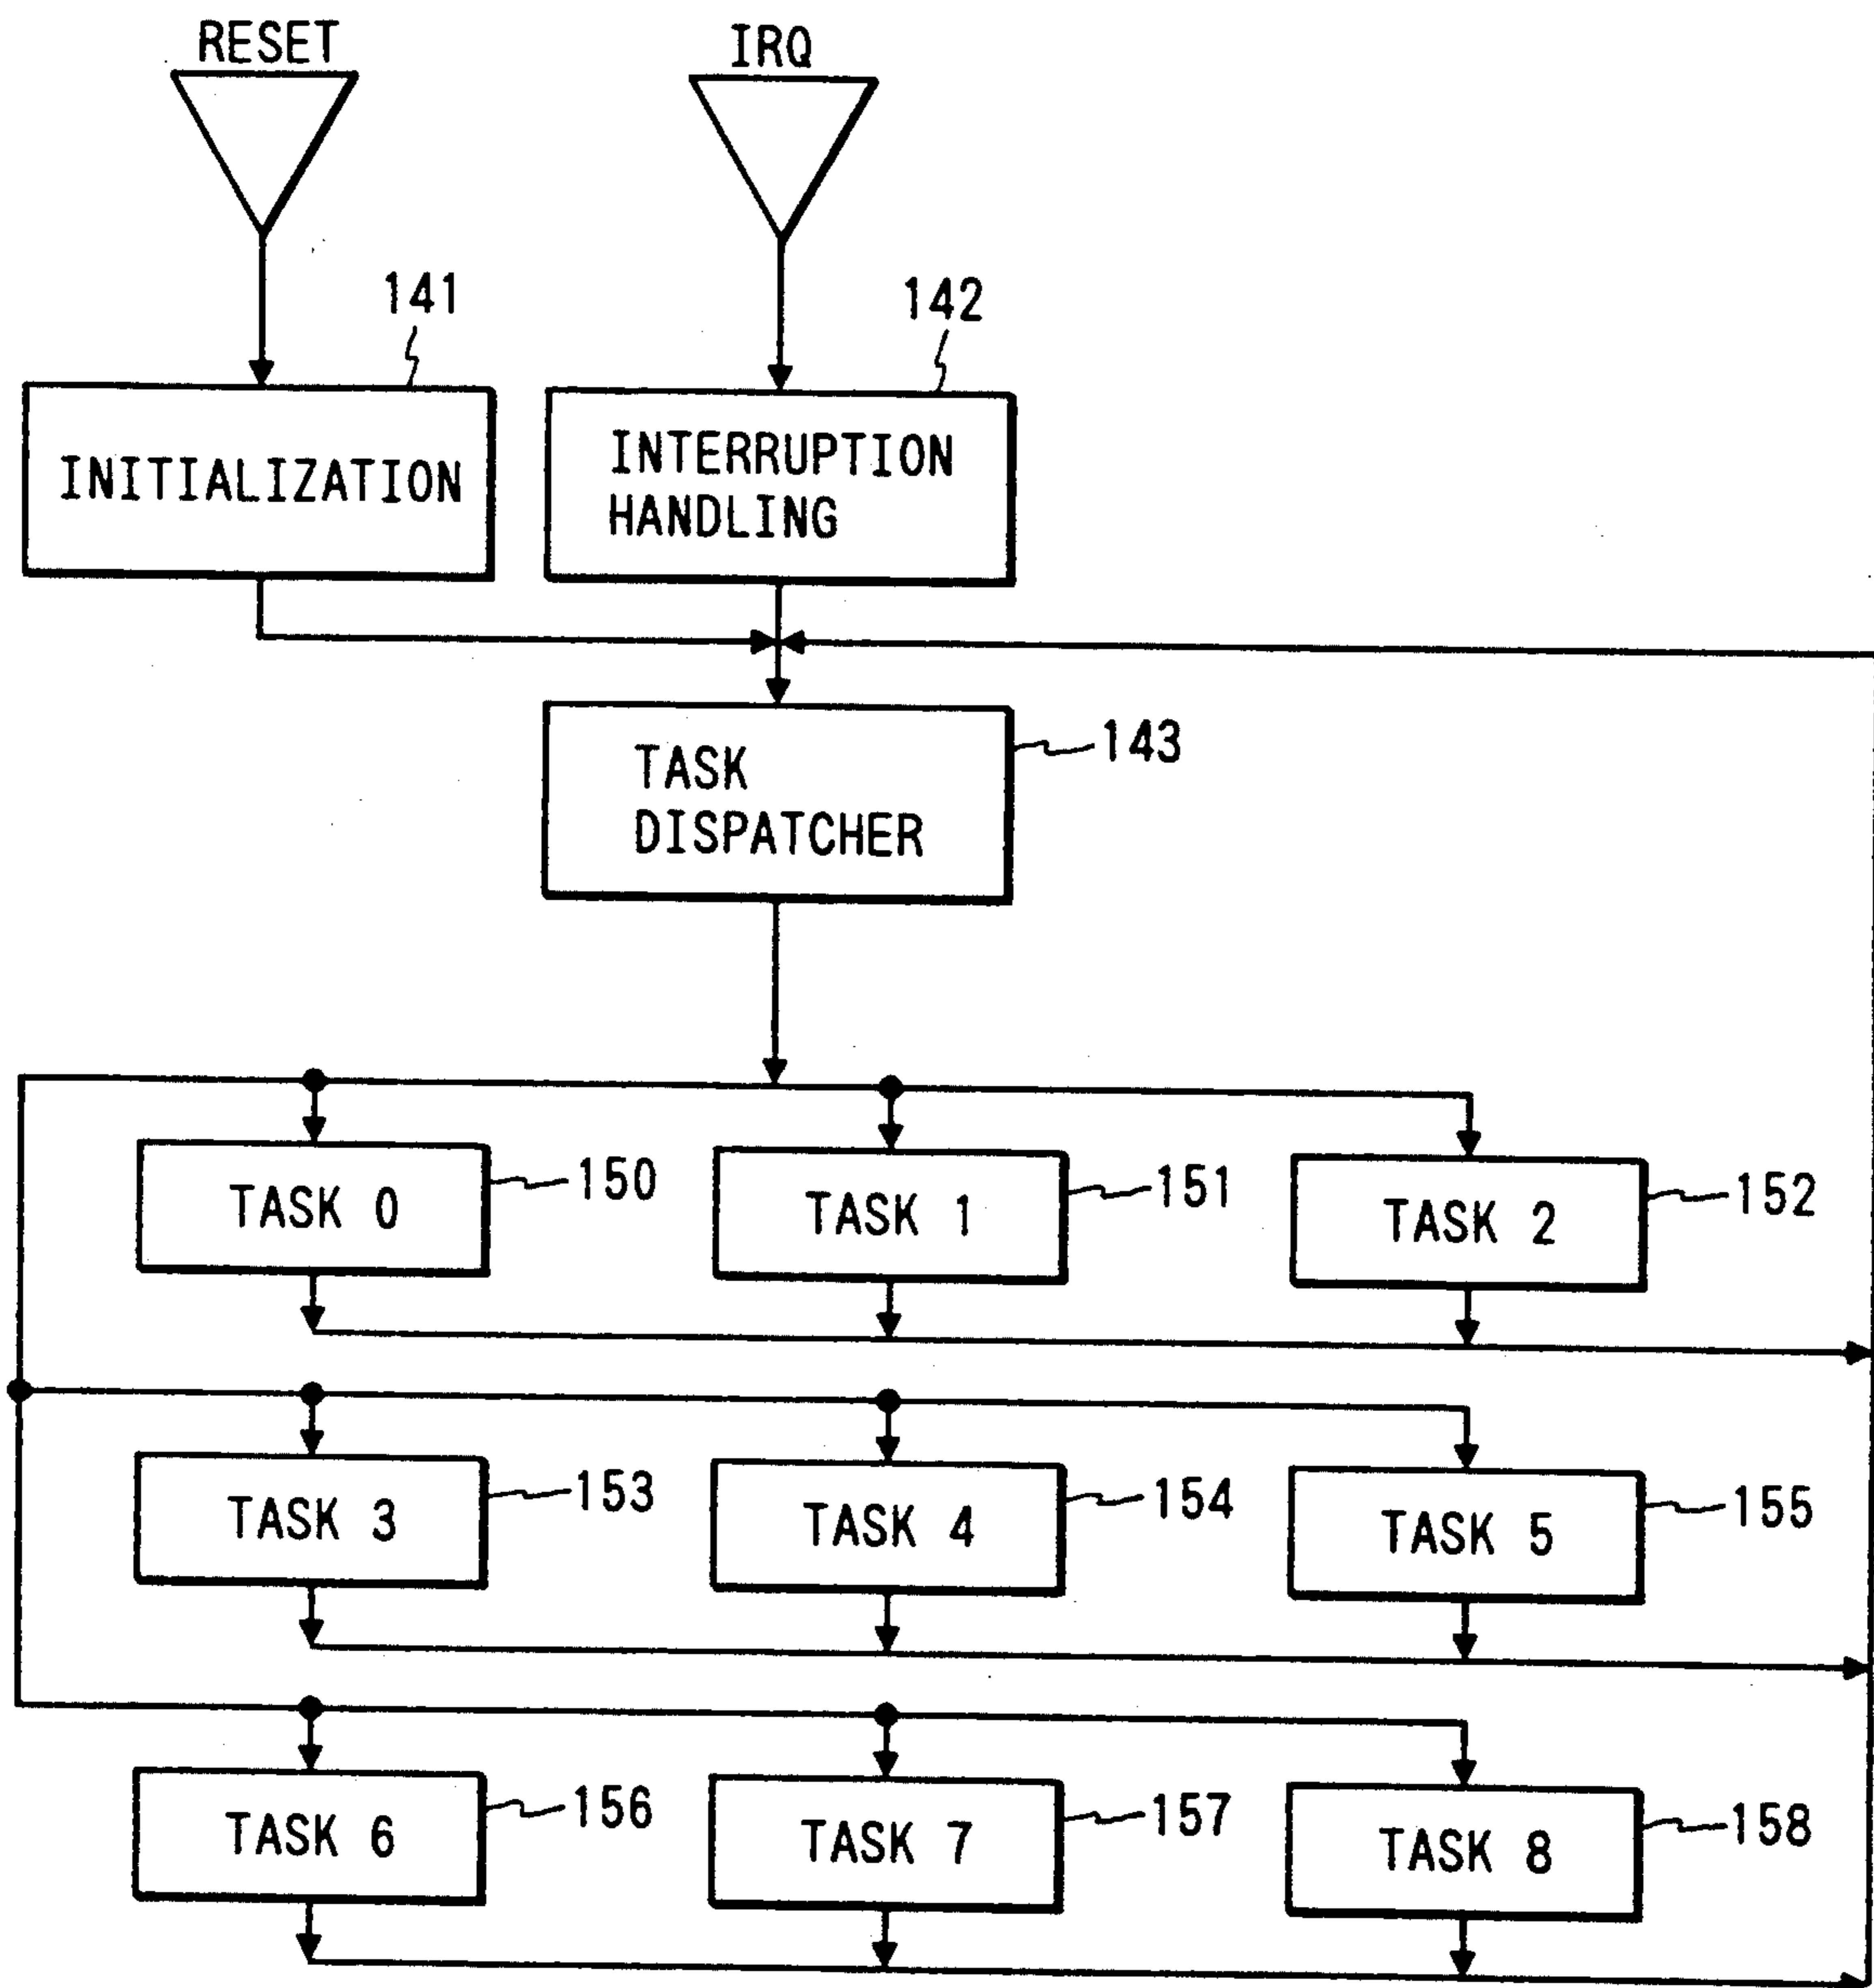 RESET
IRQ
141
142
INITIALIZATION
INTERRUPTION
HANDLING
143
TASK
DISPATCHER
TASK 0
150
TASK 1
151
TASK 2
152
TASK 3
153
TASK 4
154
TASK 5
155
TASK 6
156
TASK 7
157
TASK 8
158